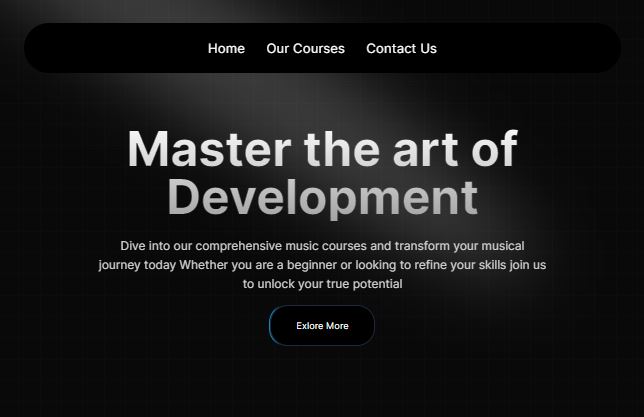 Home Our Courses Contact Us
Master the art of
Development
Dive into our comprehensive music courses and transform your musical
journey today Whether you are a beginner or looking to refine your skills join us
to unlock your true potential
Exlore More